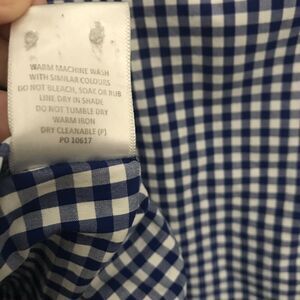 WARM MACHINE WASH
WITH SIMILAR COLOURS
DO NOT BLEACH, SOAK OR RUB
LINE DRY IN SHADE
DO NOT TUMBLE DRY
WARM IRON
DRY CLEANABLE (P)
PO 10617